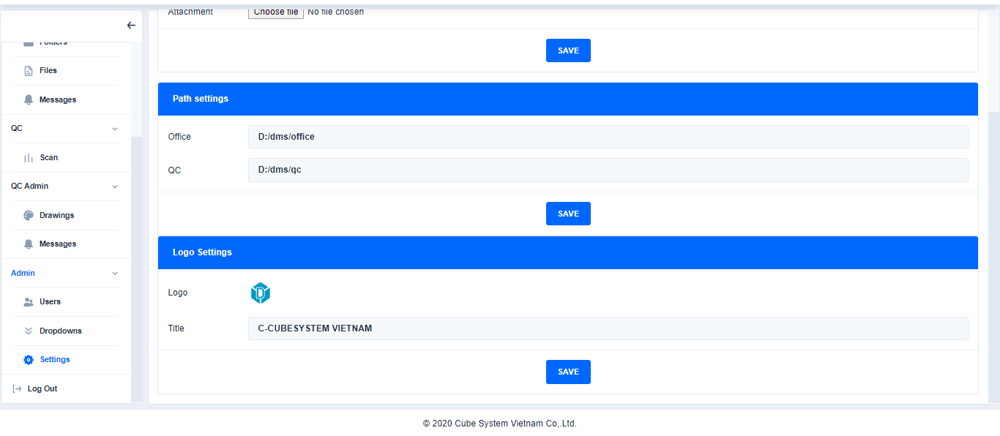 Attachment Choose file No file chosen
SAVE
Folders
Files
Messages
QC
Scan
QC Admin
Drawings
Messages
Admin
Users
Dropdowns
Settings
Log Out
Path settings
Office D:/dms/office
QC D:/dms/qc
SAVE
Logo Settings
Logo D
Title C-CUBESYSTEM VIETNAM
SAVE
© 2020 Cube System Vietnam Co,.Ltd.